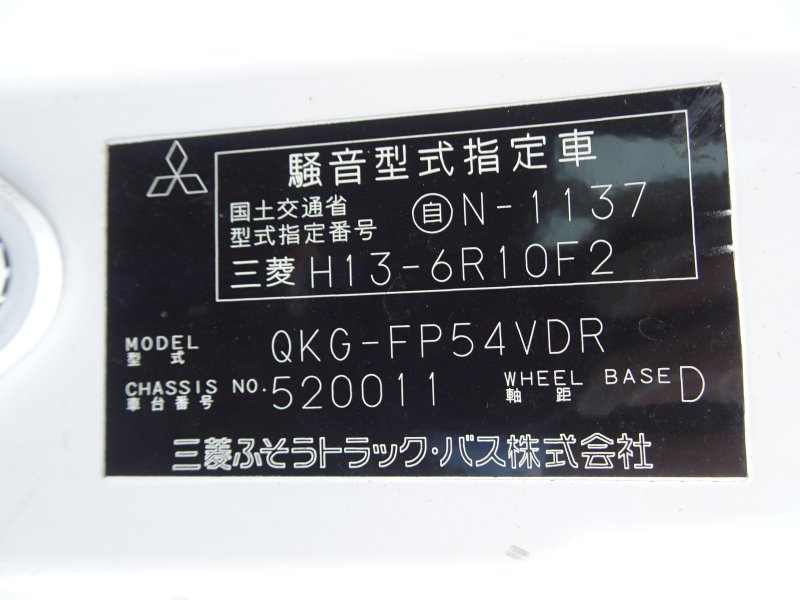 騒音型式指定車
国土交通省
型式指定番号 自N-1137
三菱 H13-6R10F2
MODEL
型式 QKG-FP54VDR
CHASSIS NO.
車台番号 520011 WHEEL BASE
軸距 D
三菱ふそうトラック・バス株式会社